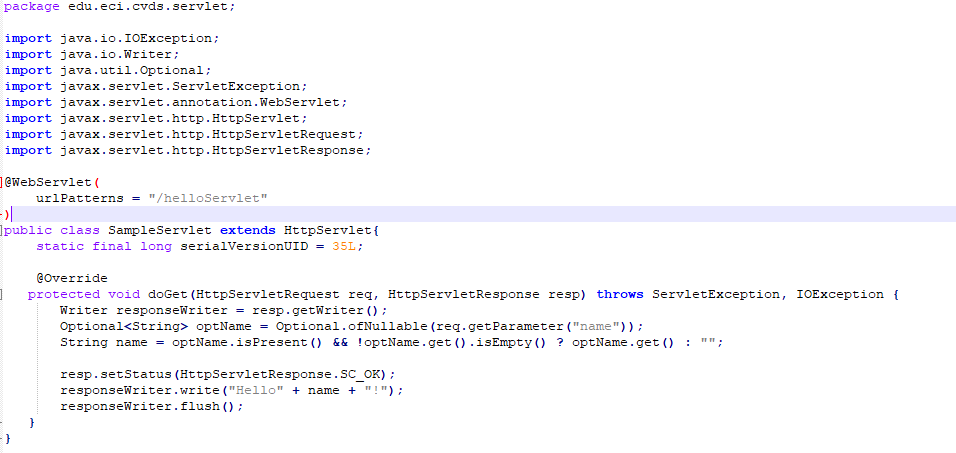 package edu.eci.cvds.servlet;
import java.io.IOException;
import java.io.Writer;
import java.util.Optional;
import javax.servlet.ServletException;
import javax.servlet.annotation.WebServlet;
import javax.servlet.http.HttpServlet;
import javax.servlet.http.HttpServletRequest;
import javax.servlet.http.HttpServletResponse;
@WebServlet(
    urlPatterns = "/helloServlet"
)
public class SampleServlet extends HttpServlet{
    static final long serialVersionUID = 35L;
    @Override
   protected void doGet(HttpServletRequest req, HttpServletResponse resp) throws ServletException, IOException {
       Writer responseWriter = resp.getWriter();
       Optional<String> optName = Optional.ofNullable(req.getParameter("name"));
       String name = optName.isPresent() && !optName.get().isEmpty() ? optName.get() : "";
       resp.setStatus(HttpServletResponse.SC_OK);
       responseWriter.write("Hello" + name + "!");
       responseWriter.flush();
   }
}